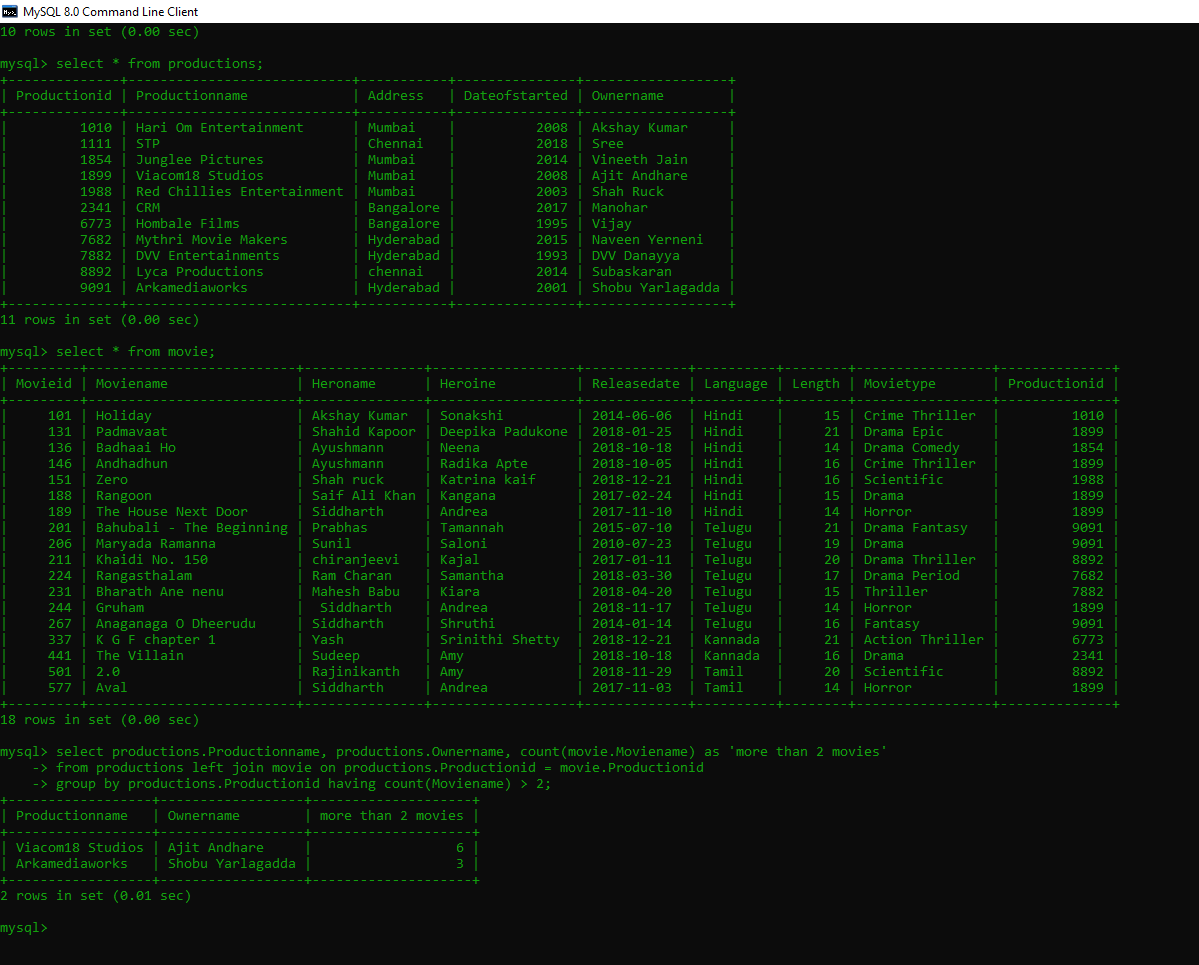 MySQL 8.0 Command Line Client
10 rows in set (0.00 sec)

mysql> select * from productions;
+--------------+----------------------------+-----------+---------------+------------------+
| Productionid | Productionname             | Address   | Dateofstarted | Ownername        |
+--------------+----------------------------+-----------+---------------+------------------+
|         1010 | Hari Om Entertainment      | Mumbai    |          2008 | Akshay Kumar     |
|         1111 | STP                        | Chennai   |          2018 | Sree             |
|         1854 | Junglee Pictures           | Mumbai    |          2014 | Vineeth Jain     |
|         1899 | Viacom18 Studios           | Mumbai    |          2008 | Ajit Andhare     |
|         1988 | Red Chillies Entertainment | Mumbai    |          2003 | Shah Ruck        |
|         2341 | CRM                        | Bangalore |          2017 | Manohar          |
|         6773 | Hombale Films              | Bangalore |          1995 | Vijay            |
|         7682 | Mythri Movie Makers        | Hyderabad |          2015 | Naveen Yerneni   |
|         7882 | DVV Entertainments         | Hyderabad |          1993 | DVV Danayya      |
|         8892 | Lyca Productions           | chennai   |          2014 | Subaskaran       |
|         9091 | Arkamediaworks             | Hyderabad |          2001 | Shobu Yarlagadda |
+--------------+----------------------------+-----------+---------------+------------------+
11 rows in set (0.00 sec)

mysql> select * from movie;
+---------+--------------------------+---------------+------------------+-------------+----------+--------+-----------------+--------------+
| Movieid | Moviename                | Heroname      | Heroine          | Releasedate | Language | Length | Movietype       | Productionid |
+---------+--------------------------+---------------+------------------+-------------+----------+--------+-----------------+--------------+
|     101 | Holiday                  | Akshay Kumar  | Sonakshi         | 2014-06-06  | Hindi    |     15 | Crime Thriller  |         1010 |
|     131 | Padmavaat                | Shahid Kapoor | Deepika Padukone | 2018-01-25  | Hindi    |     21 | Drama Epic      |         1899 |
|     136 | Badhaai Ho               | Ayushmann     | Neena            | 2018-10-18  | Hindi    |     14 | Drama Comedy    |         1854 |
|     146 | Andhadhun                | Ayushmann     | Radika Apte      | 2018-10-05  | Hindi    |     16 | Crime Thriller  |         1899 |
|     151 | Zero                     | Shah ruck     | Katrina kaif     | 2018-12-21  | Hindi    |     16 | Scientific      |         1988 |
|     188 | Rangoon                  | Saif Ali Khan | Kangana          | 2017-02-24  | Hindi    |     15 | Drama           |         1899 |
|     189 | The House Next Door      | Siddharth     | Andrea           | 2017-11-10  | Hindi    |     14 | Horror          |         1899 |
|     201 | Bahubali - The Beginning | Prabhas       | Tamannah         | 2015-07-10  | Telugu   |     21 | Drama Fantasy   |         9091 |
|     206 | Maryada Ramanna          | Sunil         | Saloni           | 2010-07-23  | Telugu   |     19 | Drama           |         9091 |
|     211 | Khaidi No. 150           | chiranjeevi   | Kajal            | 2017-01-11  | Telugu   |     20 | Drama Thriller  |         8892 |
|     224 | Rangasthalam             | Ram Charan    | Samantha         | 2018-03-30  | Telugu   |     17 | Drama Period    |         7682 |
|     231 | Bharath Ane nenu         | Mahesh Babu   | Kiara            | 2018-04-20  | Telugu   |     15 | Thriller        |         7882 |
|     244 | Gruham                   |  Siddharth    | Andrea           | 2018-11-17  | Telugu   |     14 | Horror          |         1899 |
|     267 | Anaganaga O Dheerudu     | Siddharth     | Shruthi          | 2014-01-14  | Telugu   |     16 | Fantasy         |         9091 |
|     337 | K G F chapter 1          | Yash          | Srinithi Shetty  | 2018-12-21  | Kannada  |     21 | Action Thriller |         6773 |
|     441 | The Villain              | Sudeep        | Amy              | 2018-10-18  | Kannada  |     16 | Drama           |         2341 |
|     501 | 2.0                      | Rajinikanth   | Amy              | 2018-11-29  | Tamil    |     20 | Scientific      |         8892 |
|     577 | Aval                     | Siddharth     | Andrea           | 2017-11-03  | Tamil    |     14 | Horror          |         1899 |
+---------+--------------------------+---------------+------------------+-------------+----------+--------+-----------------+--------------+
18 rows in set (0.00 sec)

mysql> select productions.Productionname, productions.Ownername, count(movie.Moviename) as 'more than 2 movies'
    -> from productions left join movie on productions.Productionid = movie.Productionid
    -> group by productions.Productionid having count(Moviename) > 2;
+------------------+------------------+--------------------+
| Productionname   | Ownername        | more than 2 movies |
+------------------+------------------+--------------------+
| Viacom18 Studios | Ajit Andhare     |                  6 |
| Arkamediaworks   | Shobu Yarlagadda |                  3 |
+------------------+------------------+--------------------+
2 rows in set (0.01 sec)

mysql>